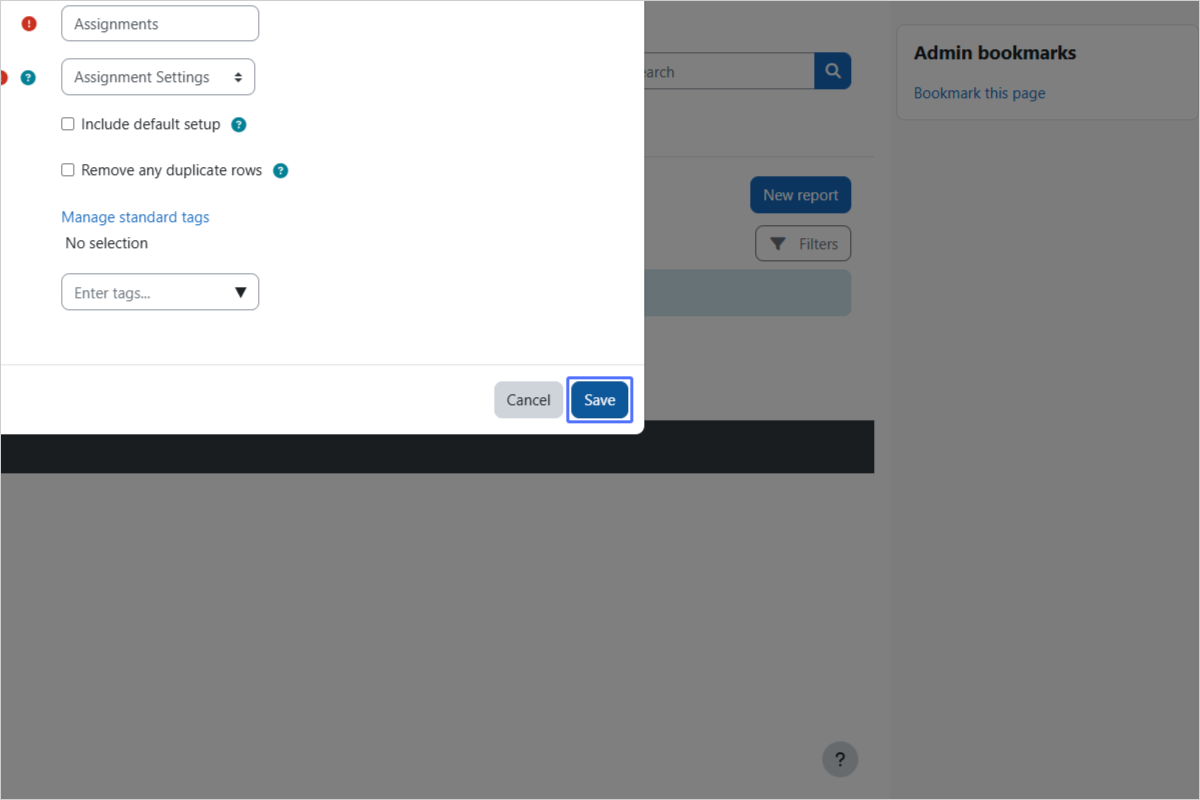 Assignments
Assignment Settings
Include default setup
Remove any duplicate rows
Manage standard tags
No selection
Enter tags...
Cancel
Save
earch
New report
Filters
Admin bookmarks
Bookmark this page